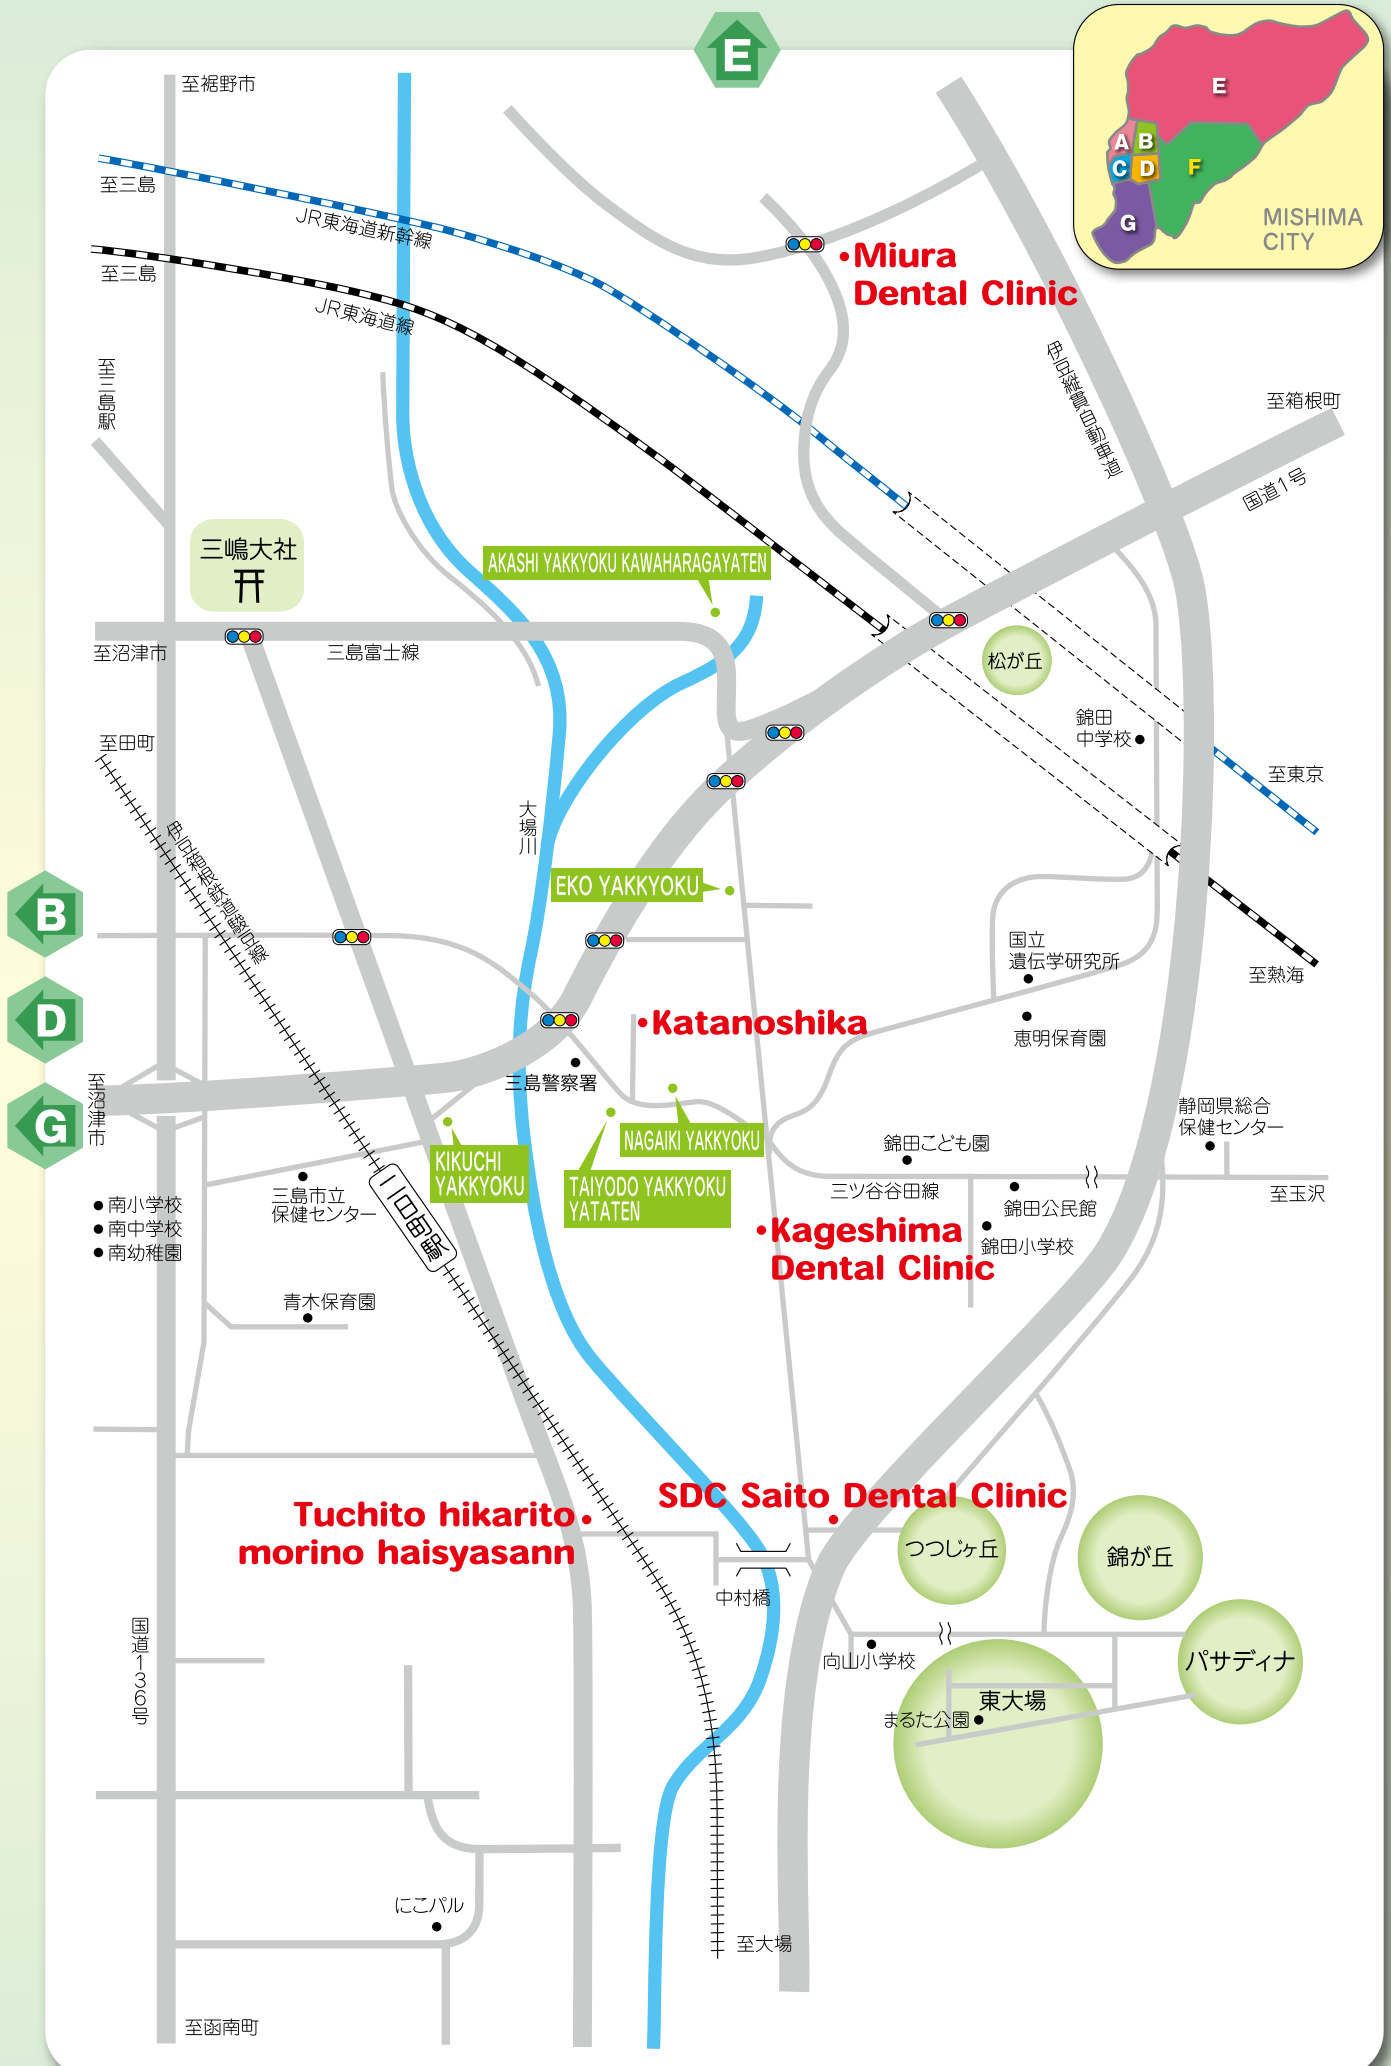 E
至裾野市
E
A
B
C
D
F
G
MISHIMA
CITY
至三島
JR東海道新幹線
至三島
JR東海道線
Miura
Dental Clinic
伊豆縦貫自動車道
至三島駅
至箱根町
国道1号
三嶋大社
AKASHI YAKKYOKU KAWAHARAGAYATEN
至沼津市
三島富士線
松が丘
錦田
中学校
至田町
至東京
大場川
伊豆箱根鉄道駿豆線
EKO YAKKYOKU
B
国立
遺伝学研究所
至熱海
D
Katanoshika
恵明保育園
至沼津市
三島警察署
G
静岡県総合
保健センター
NAGAIKI YAKKYOKU
錦田こども園
KIKUCHI
YAKKYOKU
TAIYODO YAKKYOKU
YATATEN
三島市立
保健センター
二日町駅
三ツ谷谷田線
至玉沢
南小学校
南中学校
南幼稚園
錦田公民館
Kageshima
Dental Clinic
錦田小学校
青木保育園
SDC Saito Dental Clinic
Tuchito hikarito
morino haisyasann
つつじヶ丘
錦が丘
中村橋
国道136号
向山小学校
パサディナ
東大場
まるた公園
にこパル
至大場
至函南町